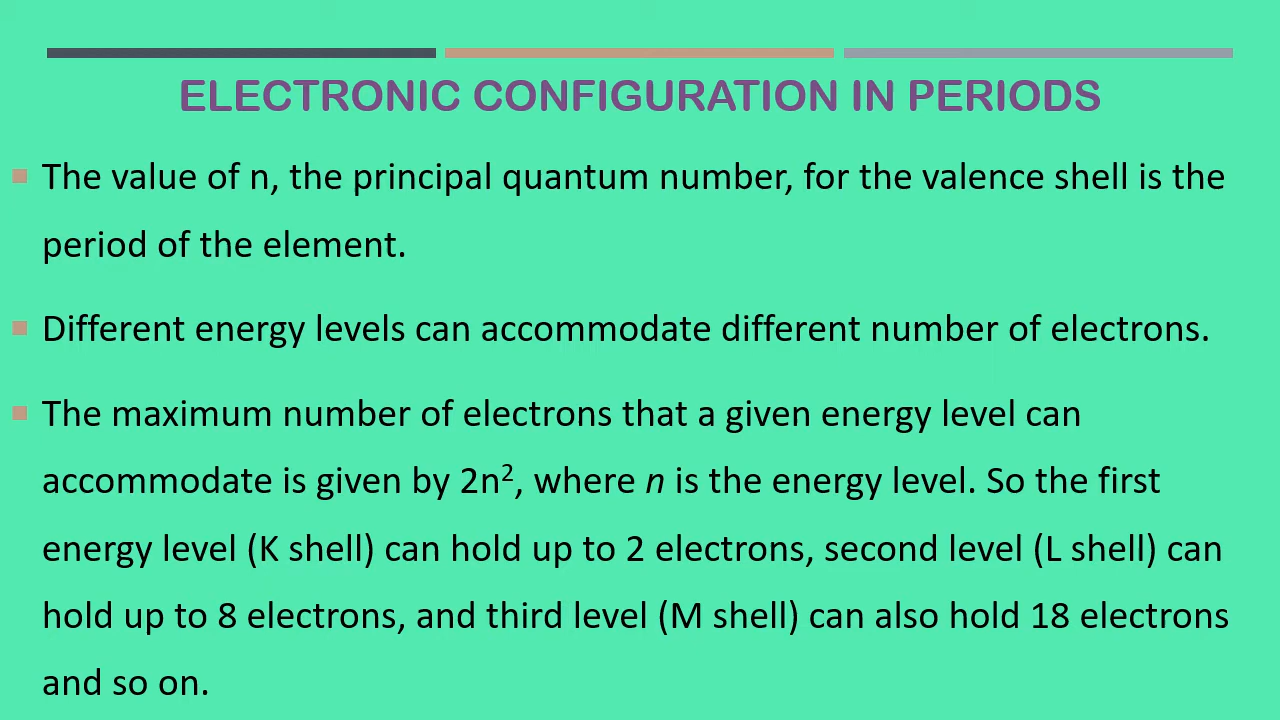 ELECTRONIC CONFIGURATION IN PERIODS
The value of n, the principal quantum number, for the valence shell is the
period of the element.
Different energy levels can accommodate different number of electrons.
The maximum number of electrons that a given energy level can
accommodate is given by 2n², where n is the energy level. So the first
energy level (K shell) can hold up to 2 electrons, second level (L shell) can
hold up to 8 electrons, and third level (M shell) can also hold 18 electrons
and so on.